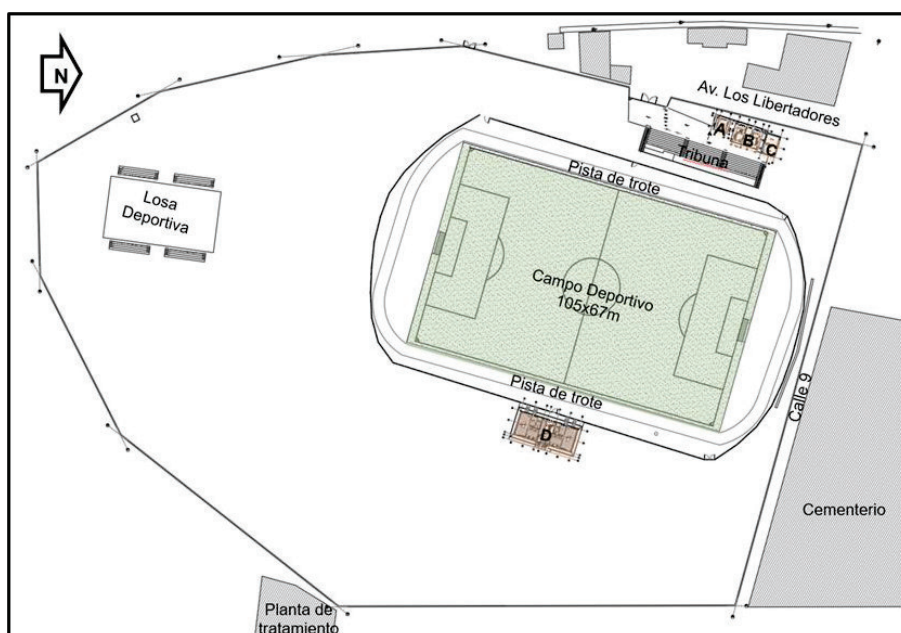 N
Av. Los Libertadores
A
B
C
Tribuna
Pista de trote
Losa
Deportiva
Campo Deportivo
105x67m
Pista de trote
D
Calle 9
Cementerio
Planta de
tratamiento